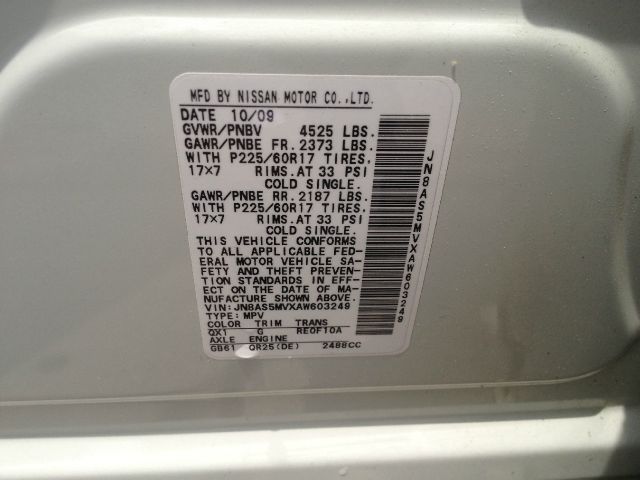 MFD BY NISSAN MOTOR CO.,LTD.
DATE 10/09
GVWR/PNBV 4525 LBS.
GAWR/PNBE FR. 2373 LBS.
WITH P225/60R17 TIRES,
17×7 RIMS.AT 33 PSI
COLD SINGLE.
GAWR/PNBE RR. 2187 LBS.
WITH P225/60R17 TIRES,
17×7 RIMS.AT 33 PSI
COLD SINGLE.
THIS VEHICLE CONFORMS
TO ALL APPLICABLE FED-
ERAL MOTOR VEHICLE SA-
FETY AND THEFT PREVEN-
TION STANDARDS IN EFF-
ECT ON THE DATE OF MA-
NUFACTURE SHOWN ABOVE.
VIN:JN8AS5MVXAW603249
TYPE:MPV
COLOR TRIM TRANS
QX1 G RE0F10A
AXLE ENGINE
GB61 QR25(DE) 2488CC
JN8AS5MVXAW603249